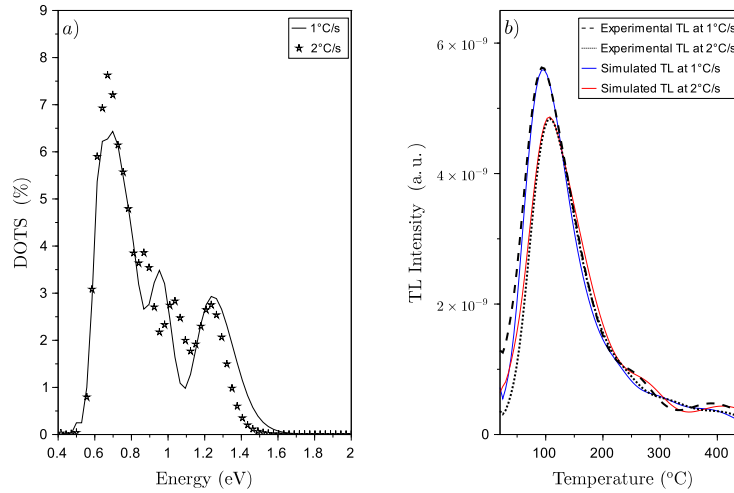 a)
1°C/s
2°C/s
9
8
7
6
5
4
3
2
1
0
DOTS (%)
0.4 0.6 0.8 1 1.2 1.4 1.6 1.8 2
Energy (eV)
b)
Experimental TL at 1°C/s
Experimental TL at 2°C/s
Simulated TL at 1°C/s
Simulated TL at 2°C/s
6 × 10⁻⁹
4 × 10⁻⁹
2 × 10⁻⁹
0
TL Intensity (a.u.)
100 200 300 400
Temperature (°C)